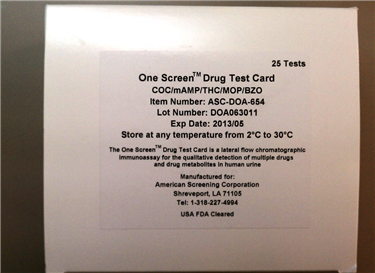 25 Tests
One Screen™ Drug Test Card
COC/mAMP/THC/MOP/BZO
Item Number: ASC-DOA-654
Lot Number: DOA063011
Exp Date: 2013/05
Store at any temperature from 2°C to 30°C
The One Screen™ Drug Test Card is a lateral flow chromatographic
immunoassay for the qualitative detection of multiple drugs
and drug metabolites in human urine
Manufactured for:
American Screening Corporation
Shreveport, LA 71105
Tel: 1-318-227-4994
USA FDA Cleared